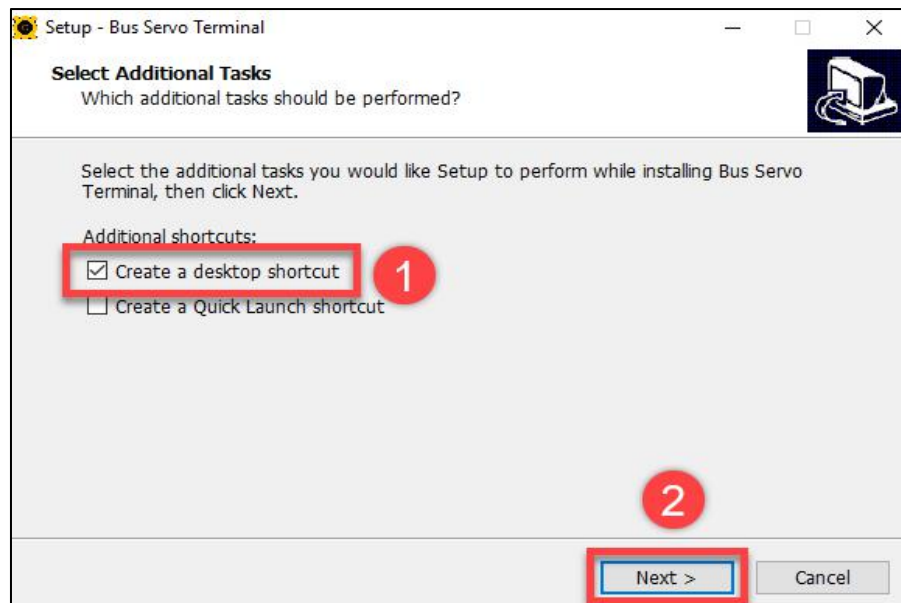 Setup - Bus Servo Terminal
Select Additional Tasks
Which additional tasks should be performed?
Select the additional tasks you would like Setup to perform while installing Bus Servo
Terminal, then click Next.
Additional shortcuts:
Create a desktop shortcut
1
Create a Quick Launch shortcut
2
Next >
Cancel